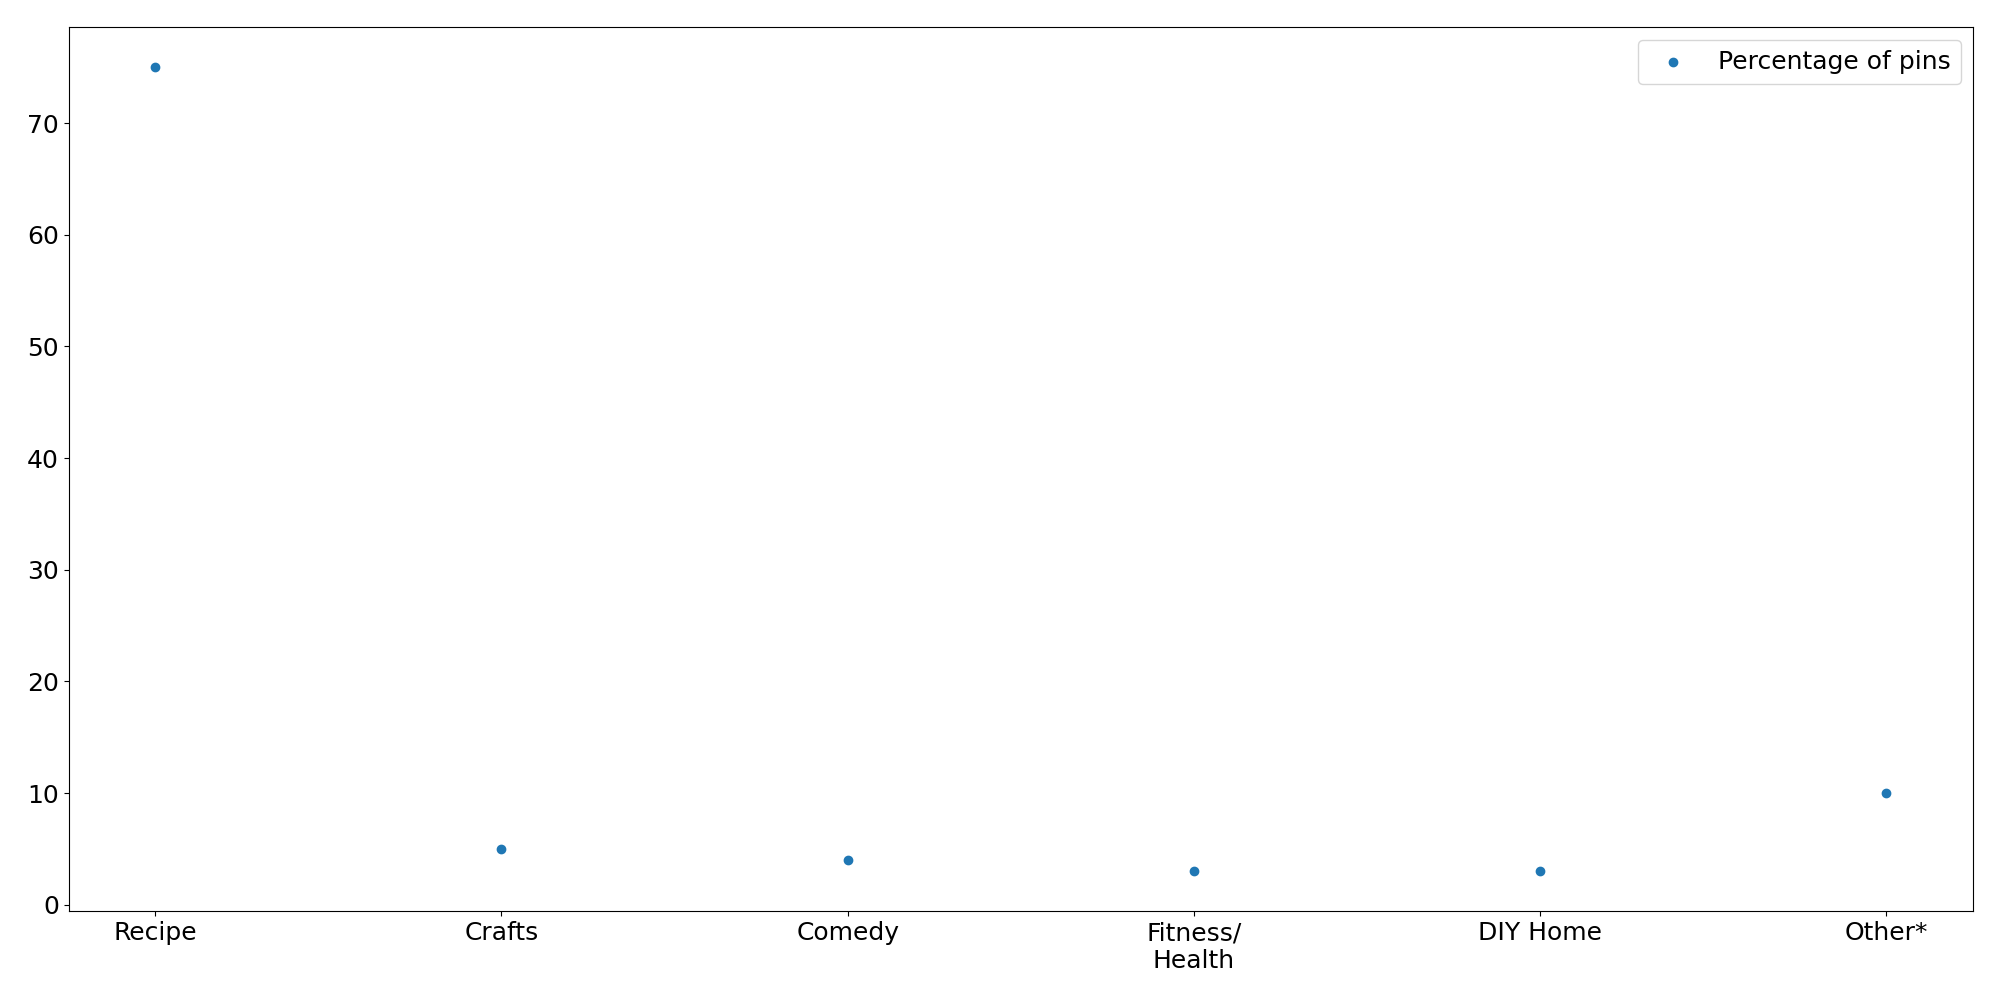 Percentage of pins
70
60
50
40
30
20
10
0
Recipe
Crafts
Comedy
Fitness/
Health
DIY Home
Other*